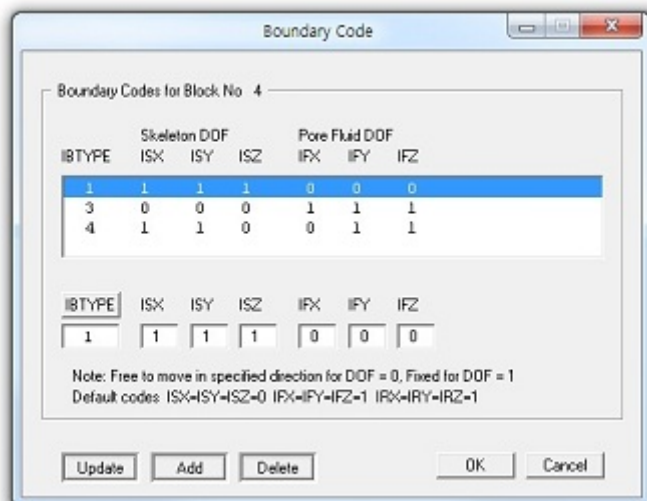 Boundary Code
Boundary Codes for Block No 4
Skeleton DOF Pore Fluid DOF
IBTYPE ISX ISY ISZ IFX IFY IFZ
1 1 1 1 0 0 0
3 0 0 0 1 1 1
4 1 1 0 0 1 1
IBTYPE ISX ISY ISZ IFX IFY IFZ
1 1 1 1 0 0 0
Note: Free to move in specified direction for DOF = 0, Fixed for DOF = 1
Default codes ISX=ISY=ISZ=0 IFX=IFY=IFZ=1 IRX=IRY=IRZ=1
Update Add Delete OK Cancel